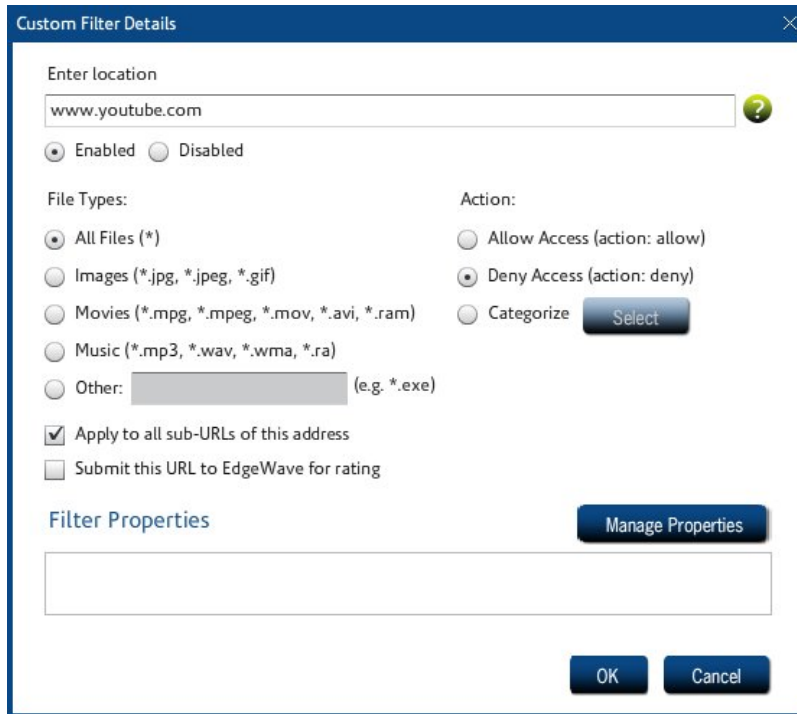 Custom Filter Details
Enter location
www.youtube.com
?
Enabled Disabled
File Types:
All Files (*)
Images (*.jpg, *.jpeg, *.gif)
Movies (*.mpg, *.mpeg, *.mov, *.avi, *.ram)
Music (*.mp3, *.wav, *.wma, *.ra)
Other: (e.g. *.exe)
Action:
Allow Access (action: allow)
Deny Access (action: deny)
Categorize Select
Apply to all sub-URLs of this address
Submit this URL to EdgeWave for rating
Filter Properties
Manage Properties
OK Cancel